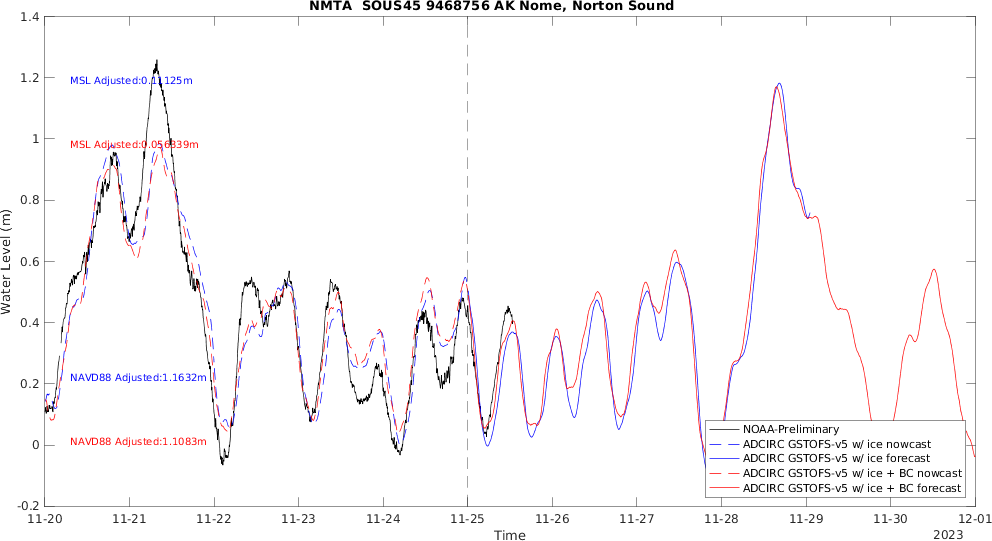 NMTA SOUS45 9468756 AK Nome, Norton Sound
1.4
1.2
1
0.8
0.6
0.4
0.2
0
-0.2
Water Level (m)
MSL Adjusted:0.11125m
MSL Adjusted:0.056339m
NAVD88 Adjusted:1.1632m
NAVD88 Adjusted:1.1083m
NOAA-Preliminary
ADCIRC GSTOFS-v5 w/ ice nowcast
ADCIRC GSTOFS-v5 w/ ice forecast
ADCIRC GSTOFS-v5 w/ ice + BC nowcast
ADCIRC GSTOFS-v5 w/ ice + BC forecast
11-20 11-21 11-22 11-23 11-24 11-25 11-26 11-27 11-28 11-29 11-30 12-01
Time
2023